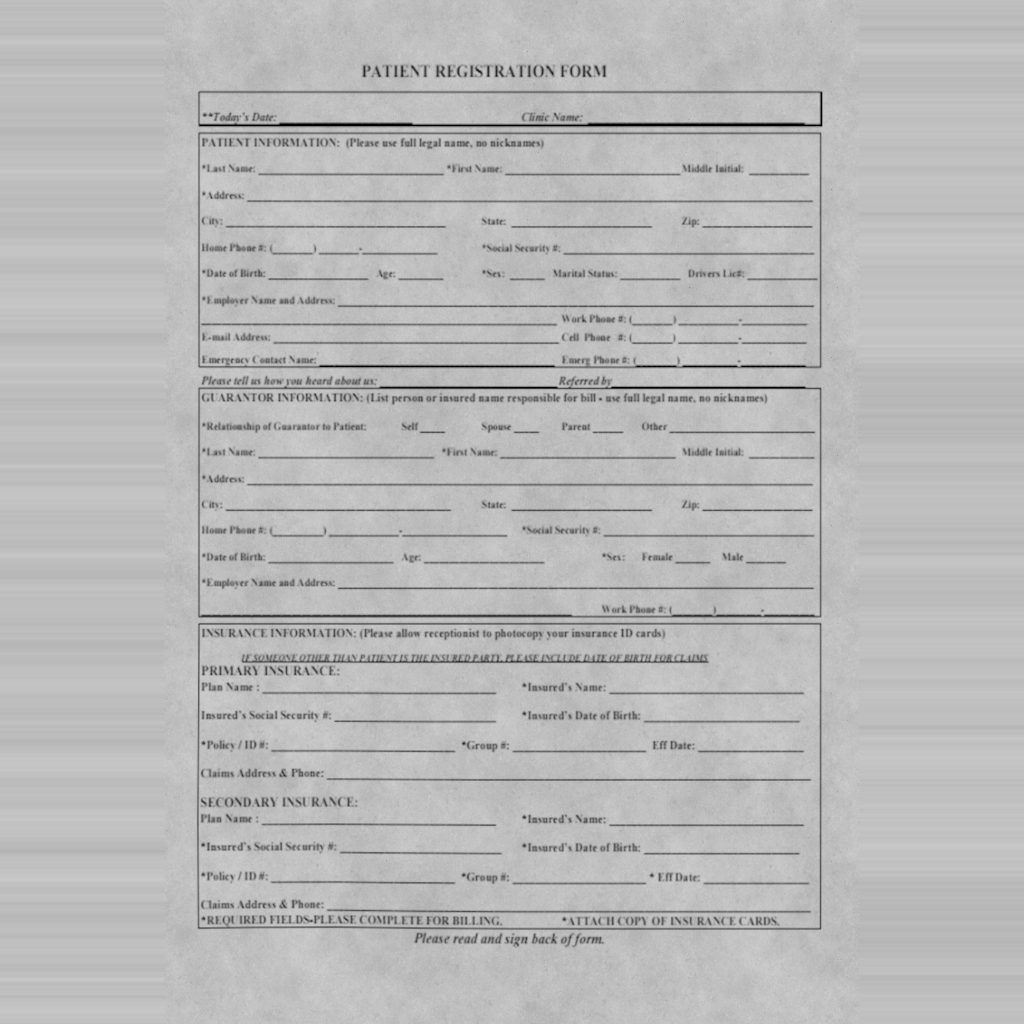 PATIENT REGISTRATION FORM
**Today's Date: ____________ Clinic Name: ____________
PATIENT INFORMATION: (Please use full legal name, no nicknames)
*Last Name: ____________ *First Name: ____________ Middle Initial: ______
*Address: ____________
City: ____________ State: ____________ Zip: ____________
Home Phone #: (______) ______-______ *Social Security #: ____________
*Date of Birth: ____________ Age: ______ *Sex: ____ Marital Status: ______ Drivers Lic#: ______
*Employer Name and Address: ____________
____________ Work Phone #: (______) ______-______
E-mail Address: ____________ Cell Phone #: (______) ______-______
Emergency Contact Name: ____________ Emerg Phone #: (______) ______-______
Please tell us how you heard about us: ____________ Referred by ____________
GUARANTOR INFORMATION: (List person or insured name responsible for bill - use full legal name, no nicknames)
*Relationship of Guarantor to Patient: Self ____ Spouse ____ Parent ____ Other ____________
*Last Name: ____________ *First Name: ____________ Middle Initial: ______
*Address: ____________
City: ____________ State: ____________ Zip: ____________
Home Phone #: (______) ______-______ *Social Security #: ____________
*Date of Birth: ____________ Age: ____________ *Sex: Female ____ Male ____
*Employer Name and Address: ____________
____________ Work Phone #: (______)______-______
INSURANCE INFORMATION: (Please allow receptionist to photocopy your insurance ID cards)
IF SOMEONE OTHER THAN PATIENT IS THE INSURED PARTY, PLEASE INCLUDE DATE OF BIRTH FOR CLAIMS
PRIMARY INSURANCE:
Plan Name : ____________ *Insured's Name: ____________
Insured's Social Security #: ____________ *Insured's Date of Birth: ____________
*Policy / ID #: ____________ *Group #: ____________ Eff Date: ____________
Claims Address & Phone: ____________
SECONDARY INSURANCE:
Plan Name : ____________ *Insured's Name: ____________
*Insured's Social Security #: ____________ *Insured's Date of Birth: ____________
*Policy / ID #: ____________ *Group #: ____________ * Eff Date: ____________
Claims Address & Phone: ____________
*REQUIRED FIELDS-PLEASE COMPLETE FOR BILLING. *ATTACH COPY OF INSURANCE CARDS.
Please read and sign back of form.